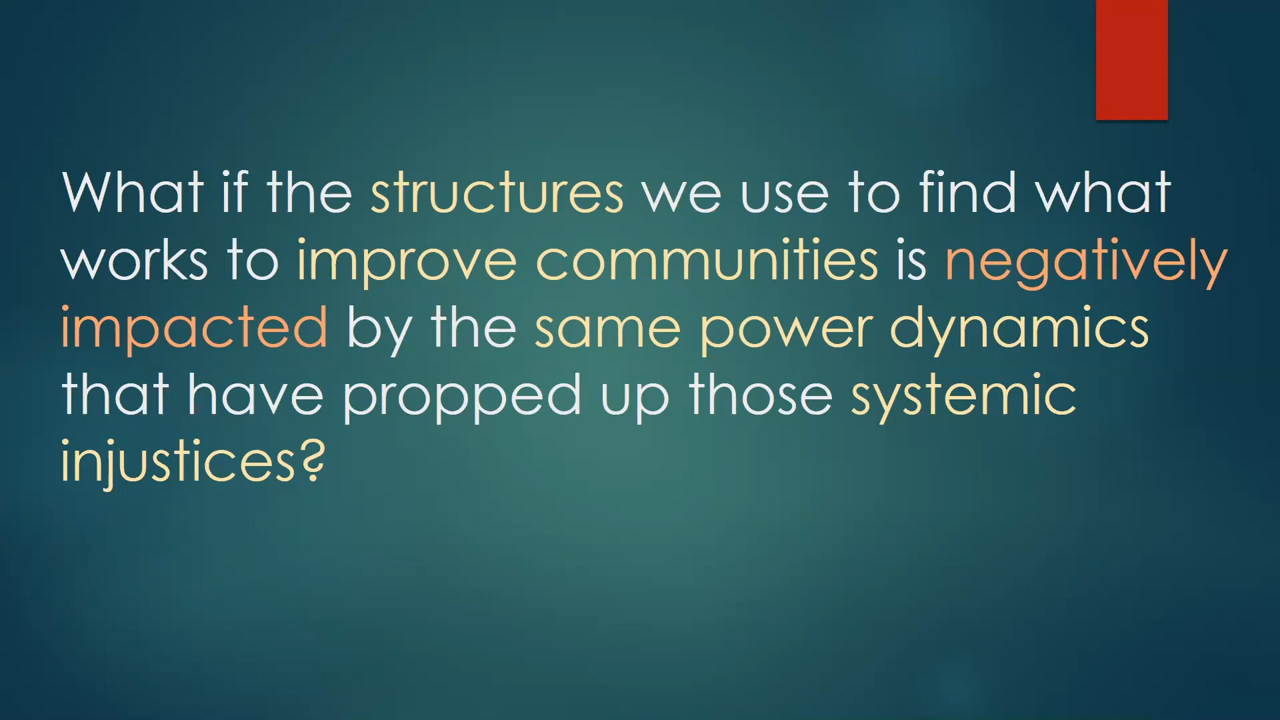 What if the structures we use to find what
works to improve communities is negatively
impacted by the same power dynamics
that have propped up those systemic
injustices?